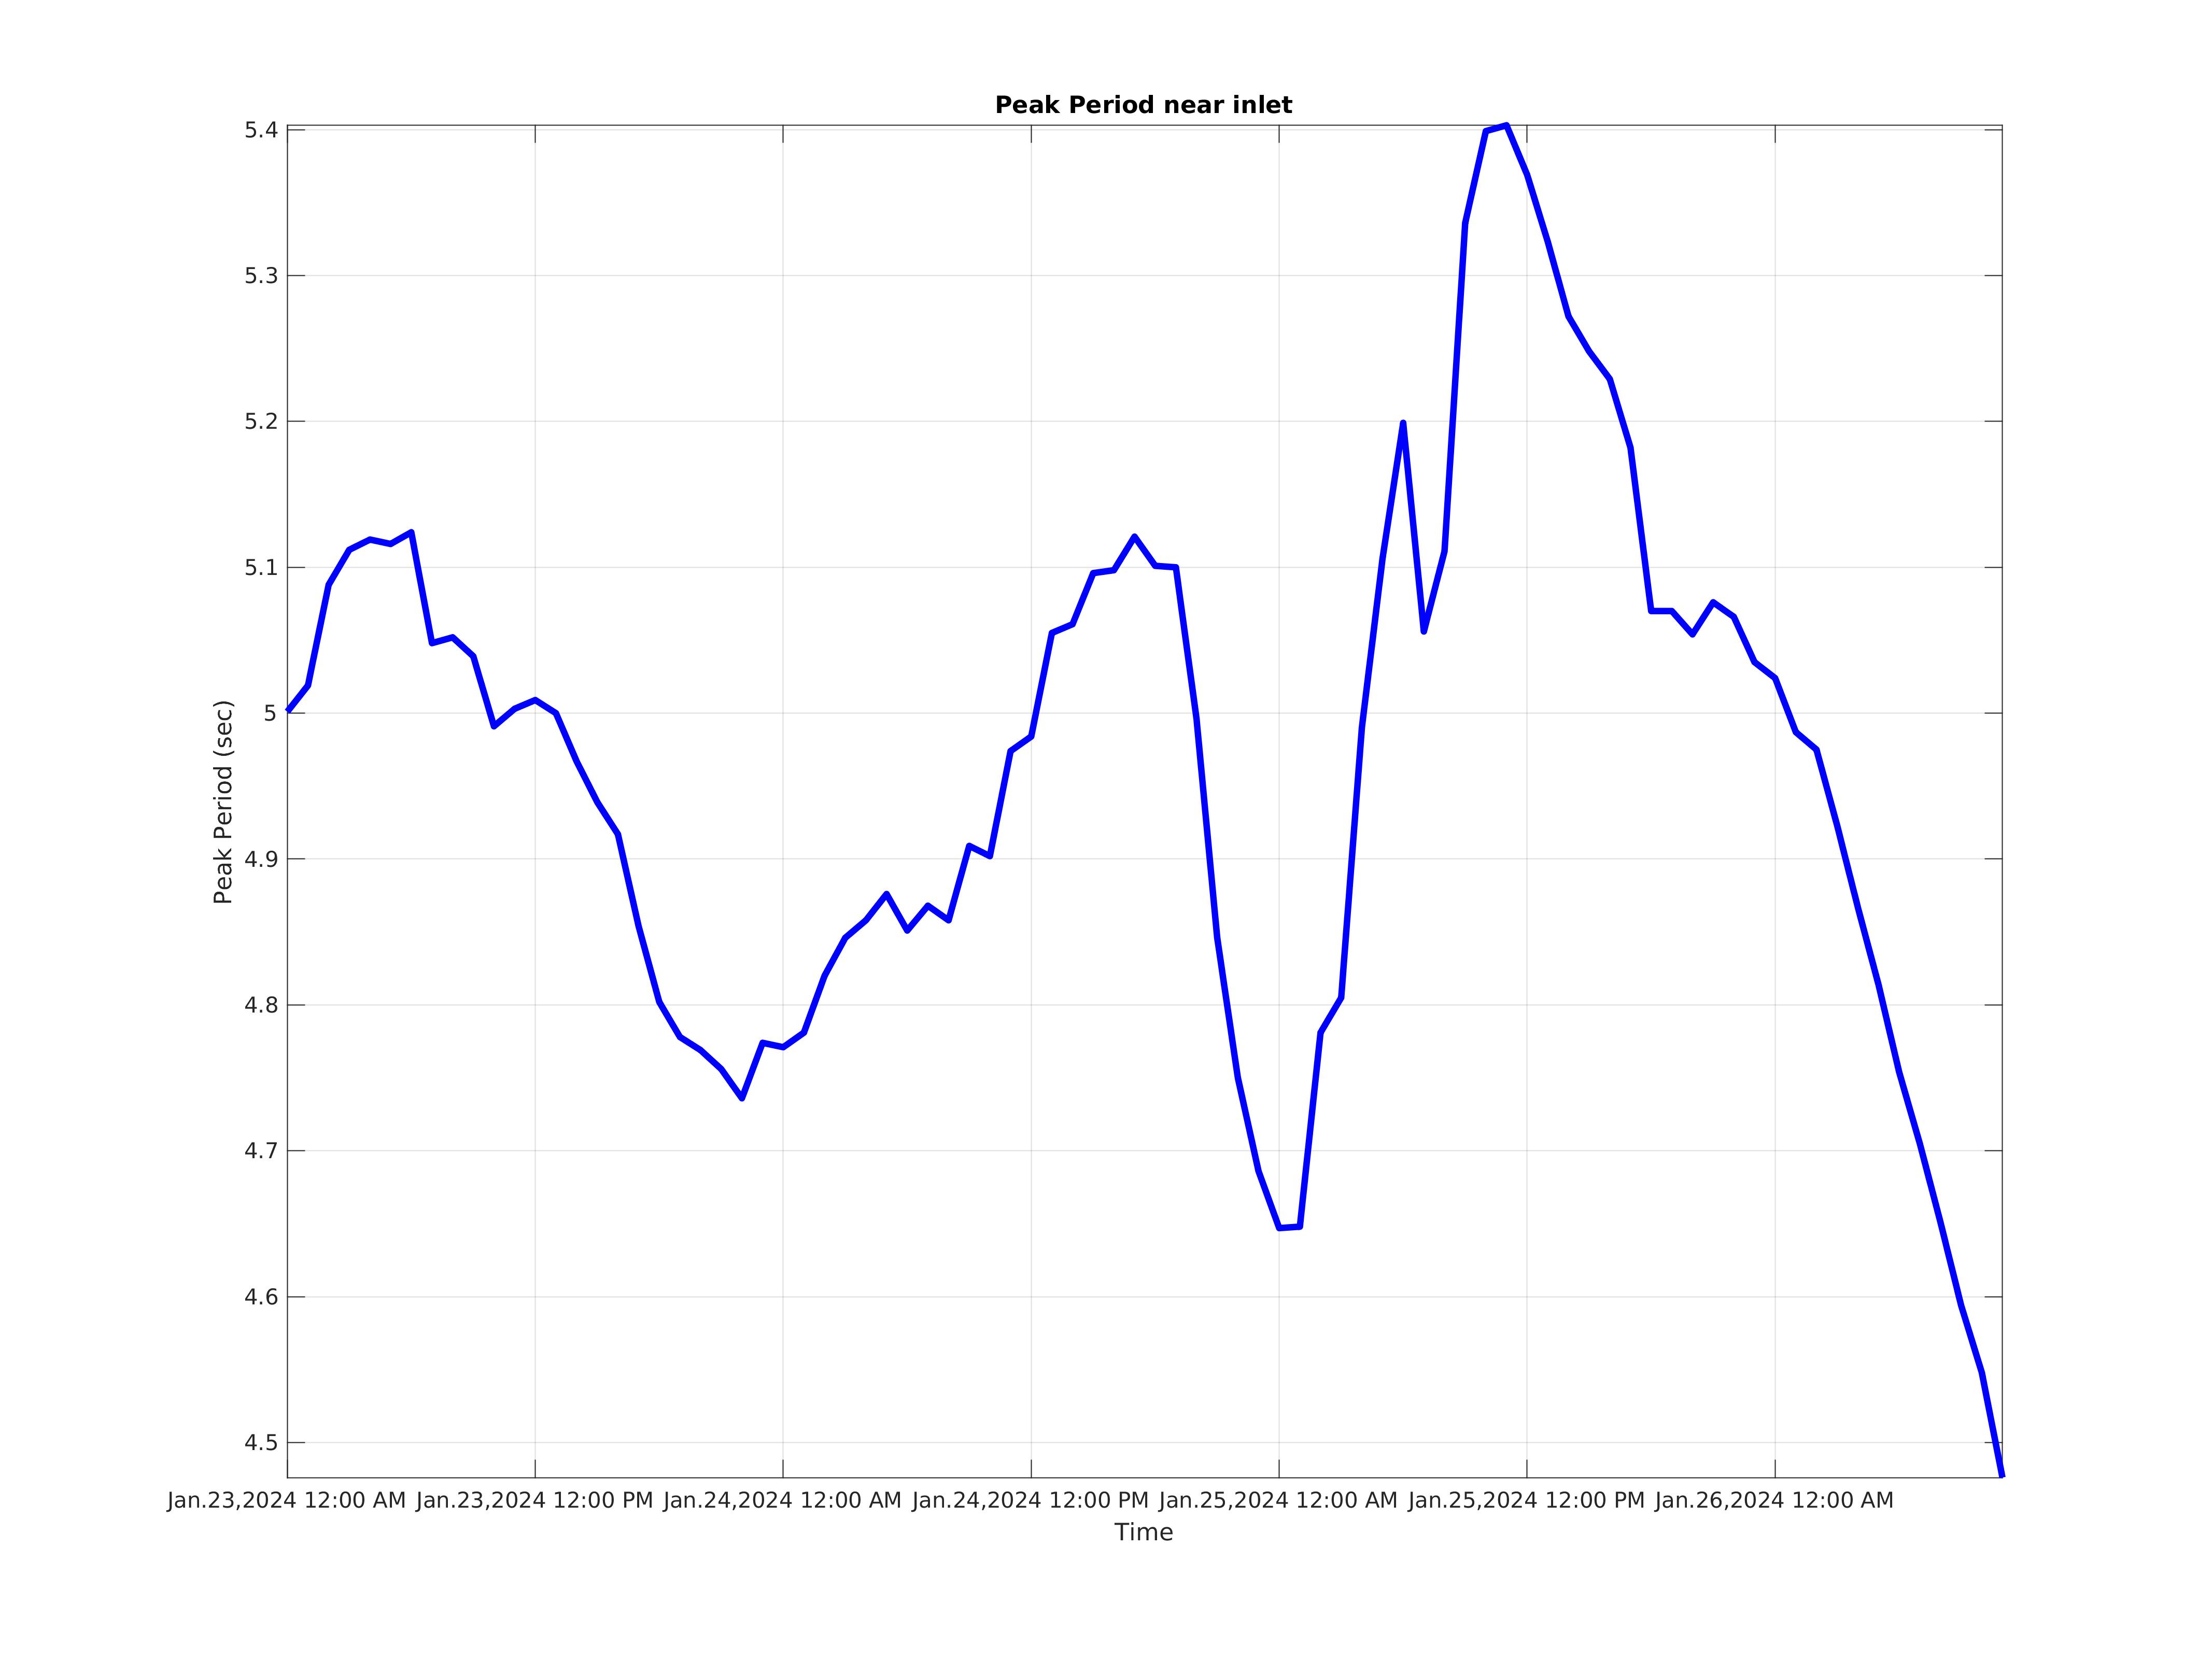 Peak Period near inlet
5.4
5.3
5.2
5.1
5
4.9
4.8
4.7
4.6
4.5
Peak Period (sec)
Jan.23,2024 12:00 AM Jan.23,2024 12:00 PM Jan.24,2024 12:00 AM Jan.24,2024 12:00 PM Jan.25,2024 12:00 AM Jan.25,2024 12:00 PM Jan.26,2024 12:00 AM
Time